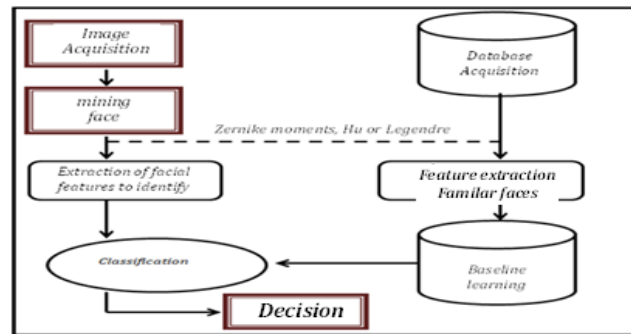 Image
Acquisition
Database
Acquisition
mining
face
Zernike moments, Hu or Legendre
Extraction of facial
features to identify
Feature extraction
Familar faces
Classification
Baseline
learning
Decision